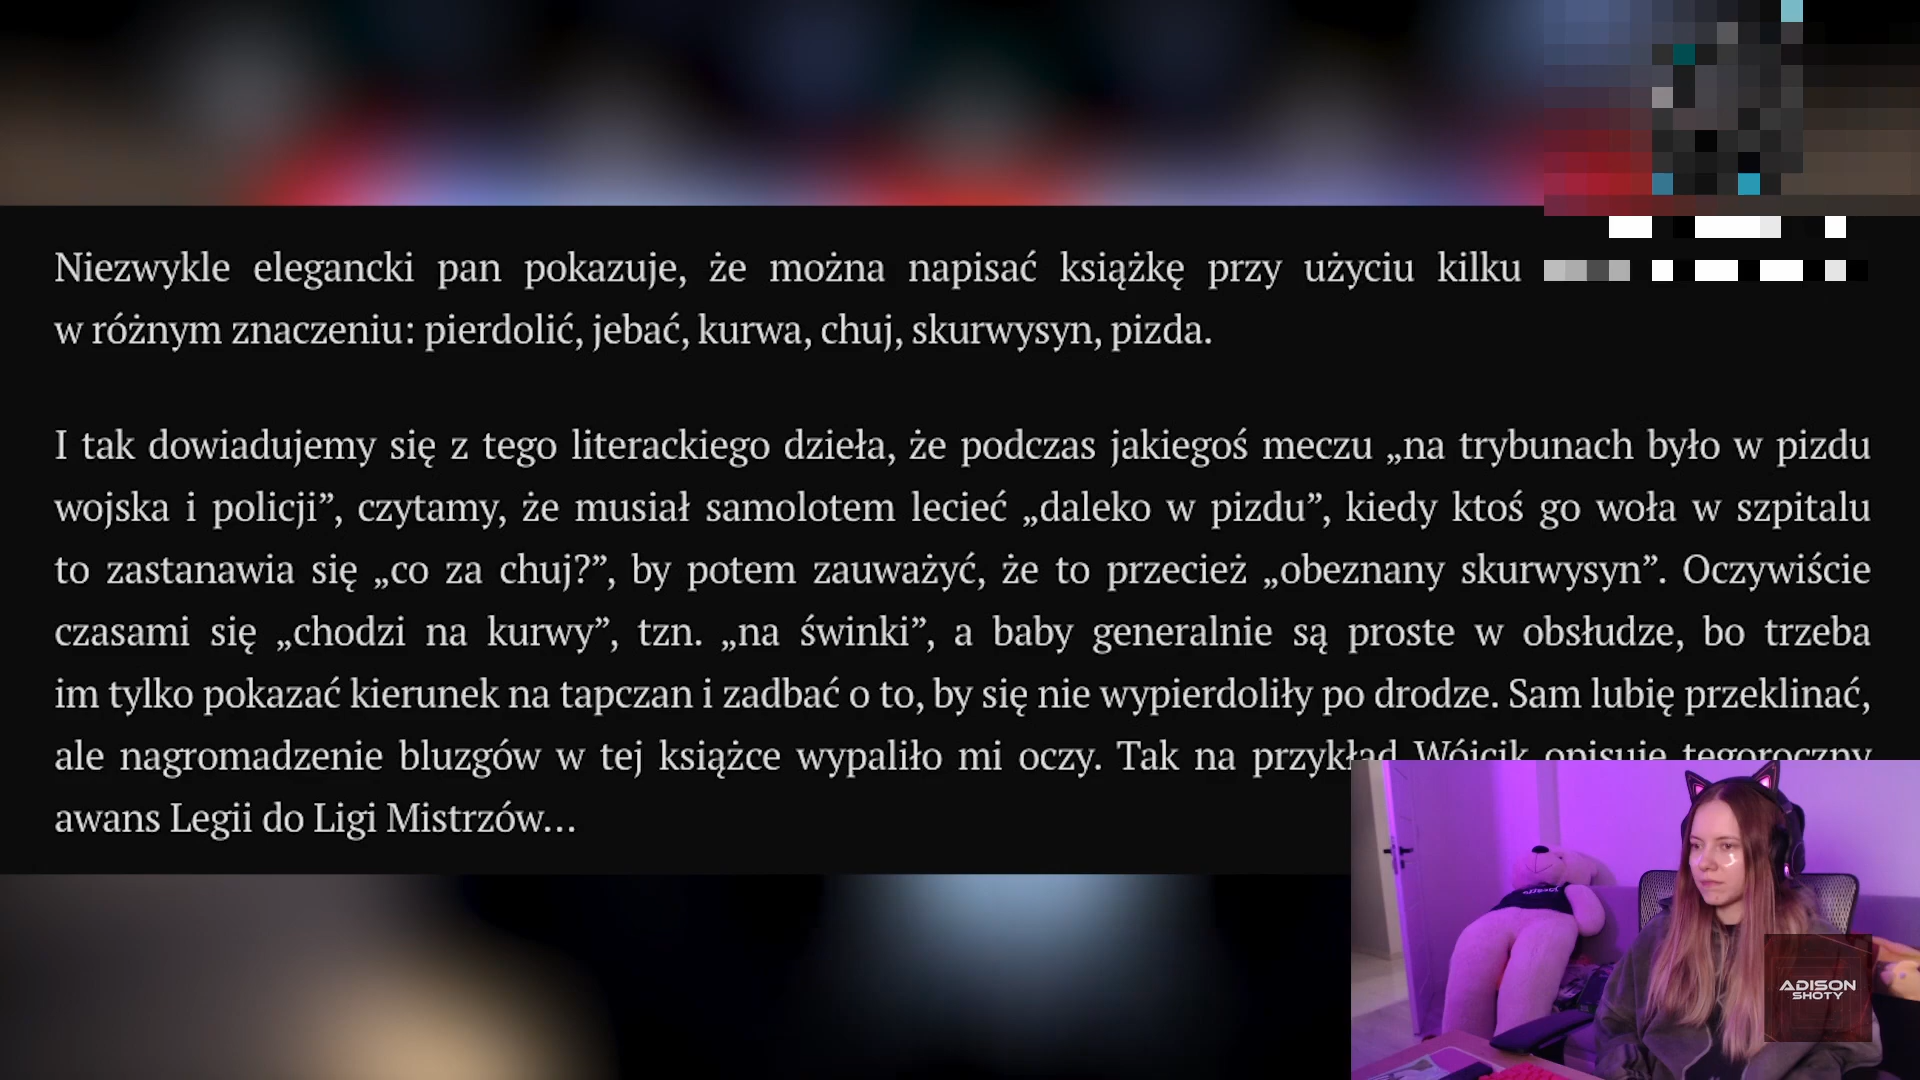 Niezwykle elegancki pan pokazuje, że można napisać książkę przy użyciu kilku
w różnym znaczeniu: pierdolić, jebać, kurwa, chuj, skurwysyn, pizda.
I tak dowiadujemy się z tego literackiego dzieła, że podczas jakiegoś meczu „na trybunach było w pizdu
wojska i policji”, czytamy, że musiał samolotem lecieć „daleko w pizdu”, kiedy ktoś go woła w szpitalu
to zastanawia się „co za chuj?”, by potem zauważyć, że to przecież „obeznany skurwysyn”. Oczywiście
czasami się „chodzi na kurwy”, tzn. „na świnki”, a baby generalnie są proste w obsłudze, bo trzeba
im tylko pokazać kierunek na tapczan i zadbać o to, by się nie wypierdoliły po drodze. Sam lubię przeklinać,
ale nagromadzenie bluzgów w tej książce wypaliło mi oczy. Tak na przykład Wójcik opisuje tegoroczny
awans Legii do Ligi Mistrzów...
ADISON
SHOTY